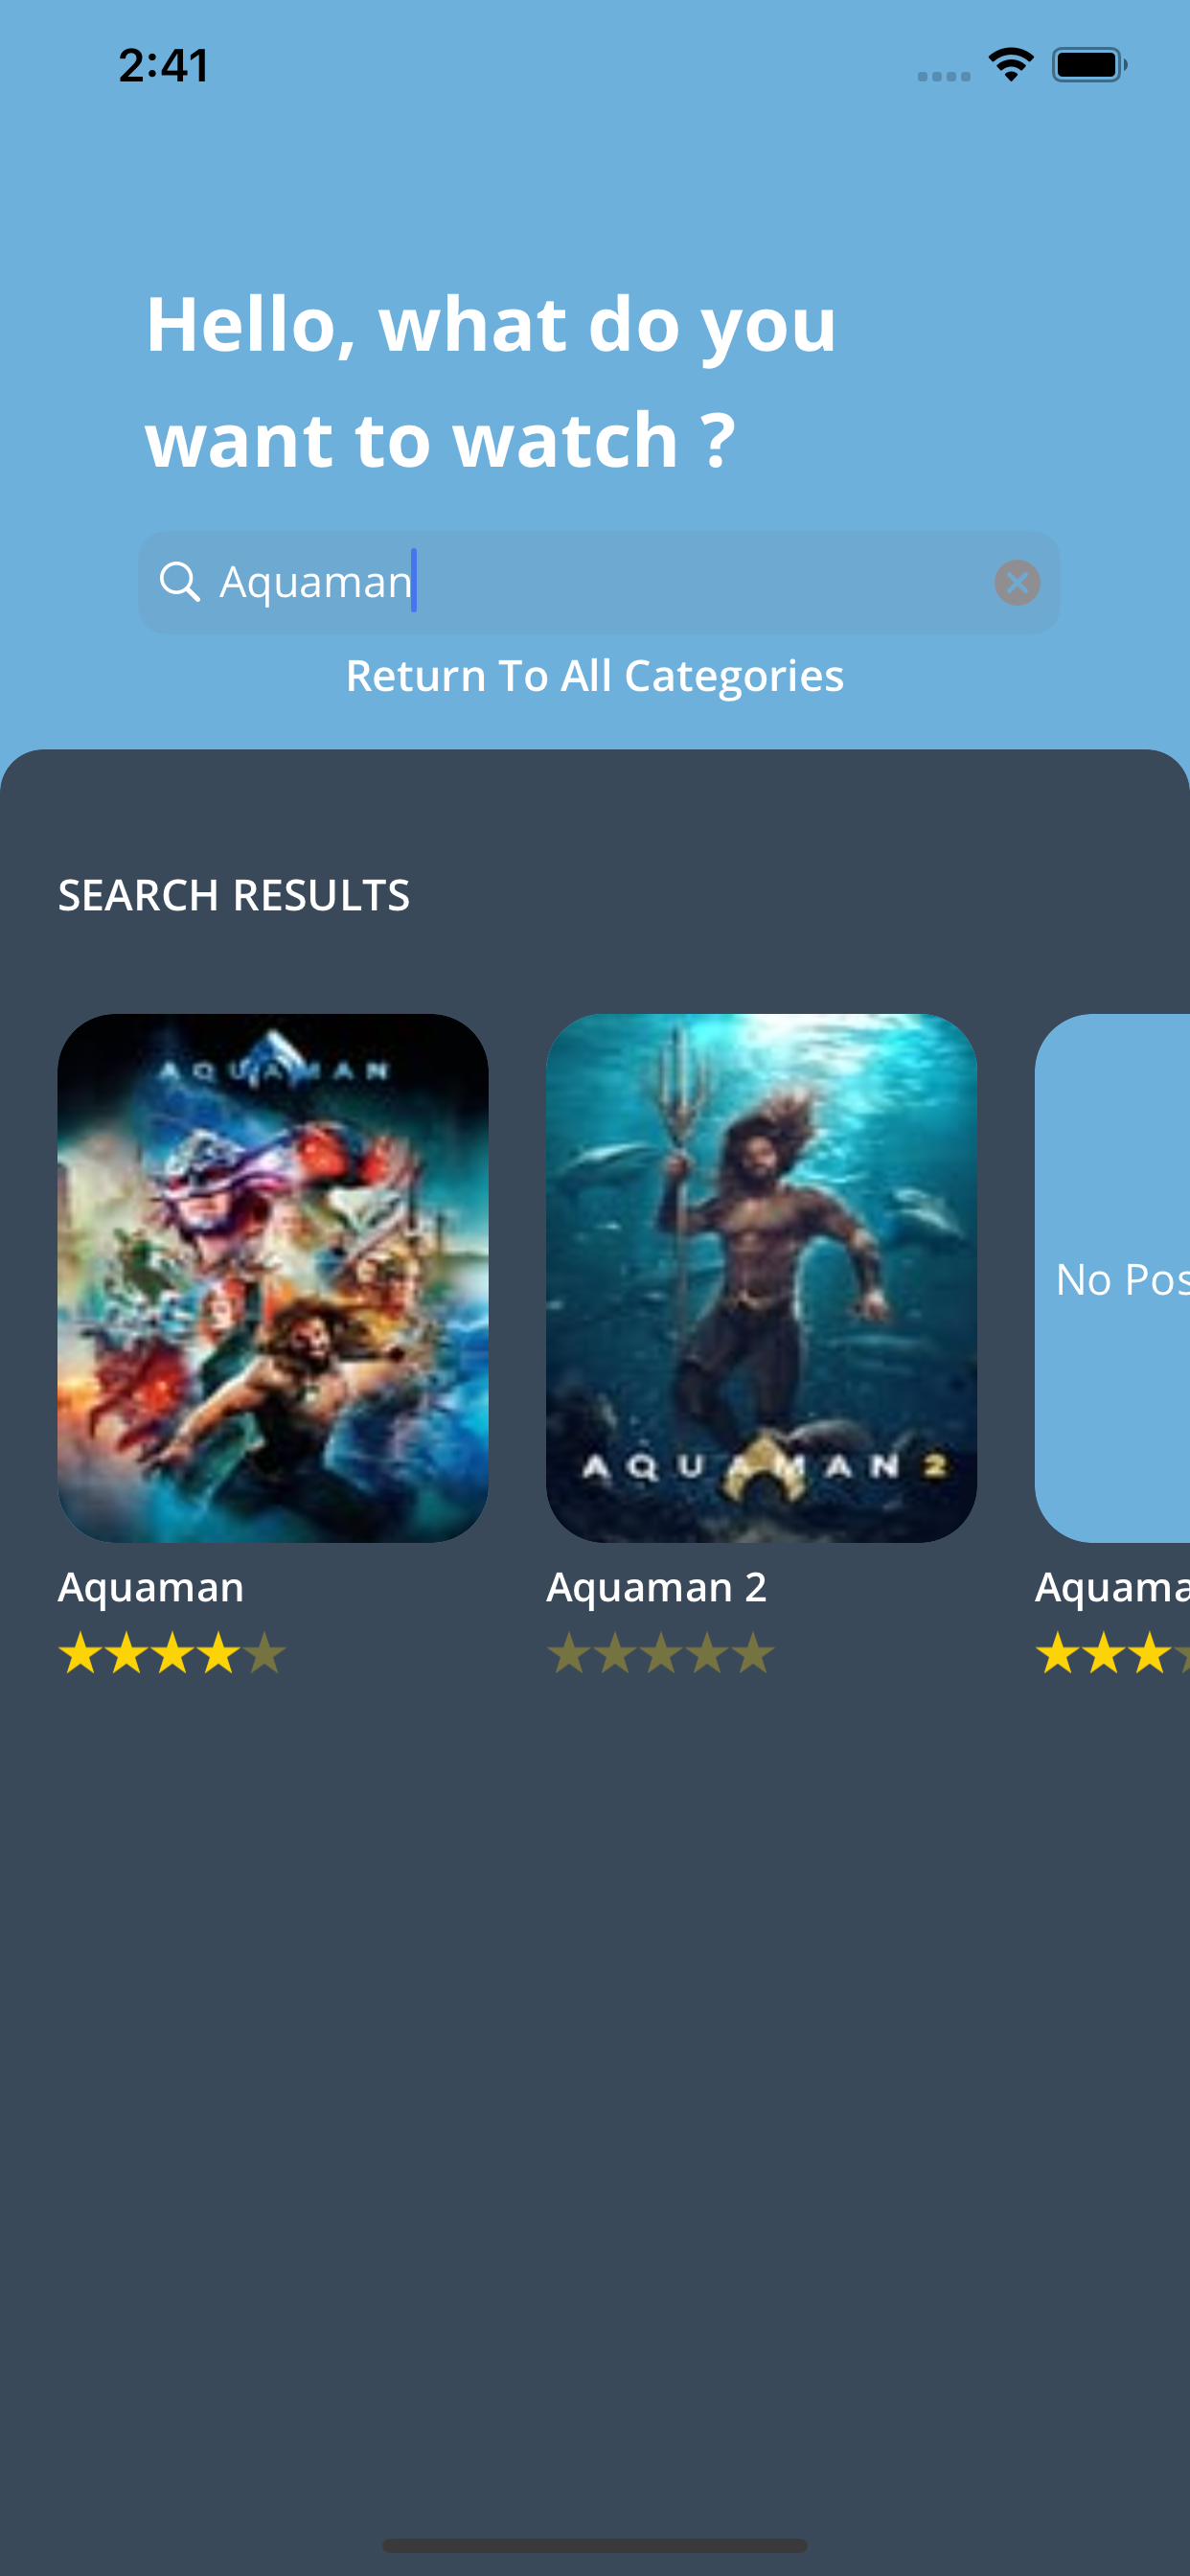 2:41
Hello, what do you
want to watch ?
Aquaman
Return To All Categories
SEARCH RESULTS
AQUAMAN
AQUAMAN 2
No Pos
Aquaman
Aquaman 2
Aquama